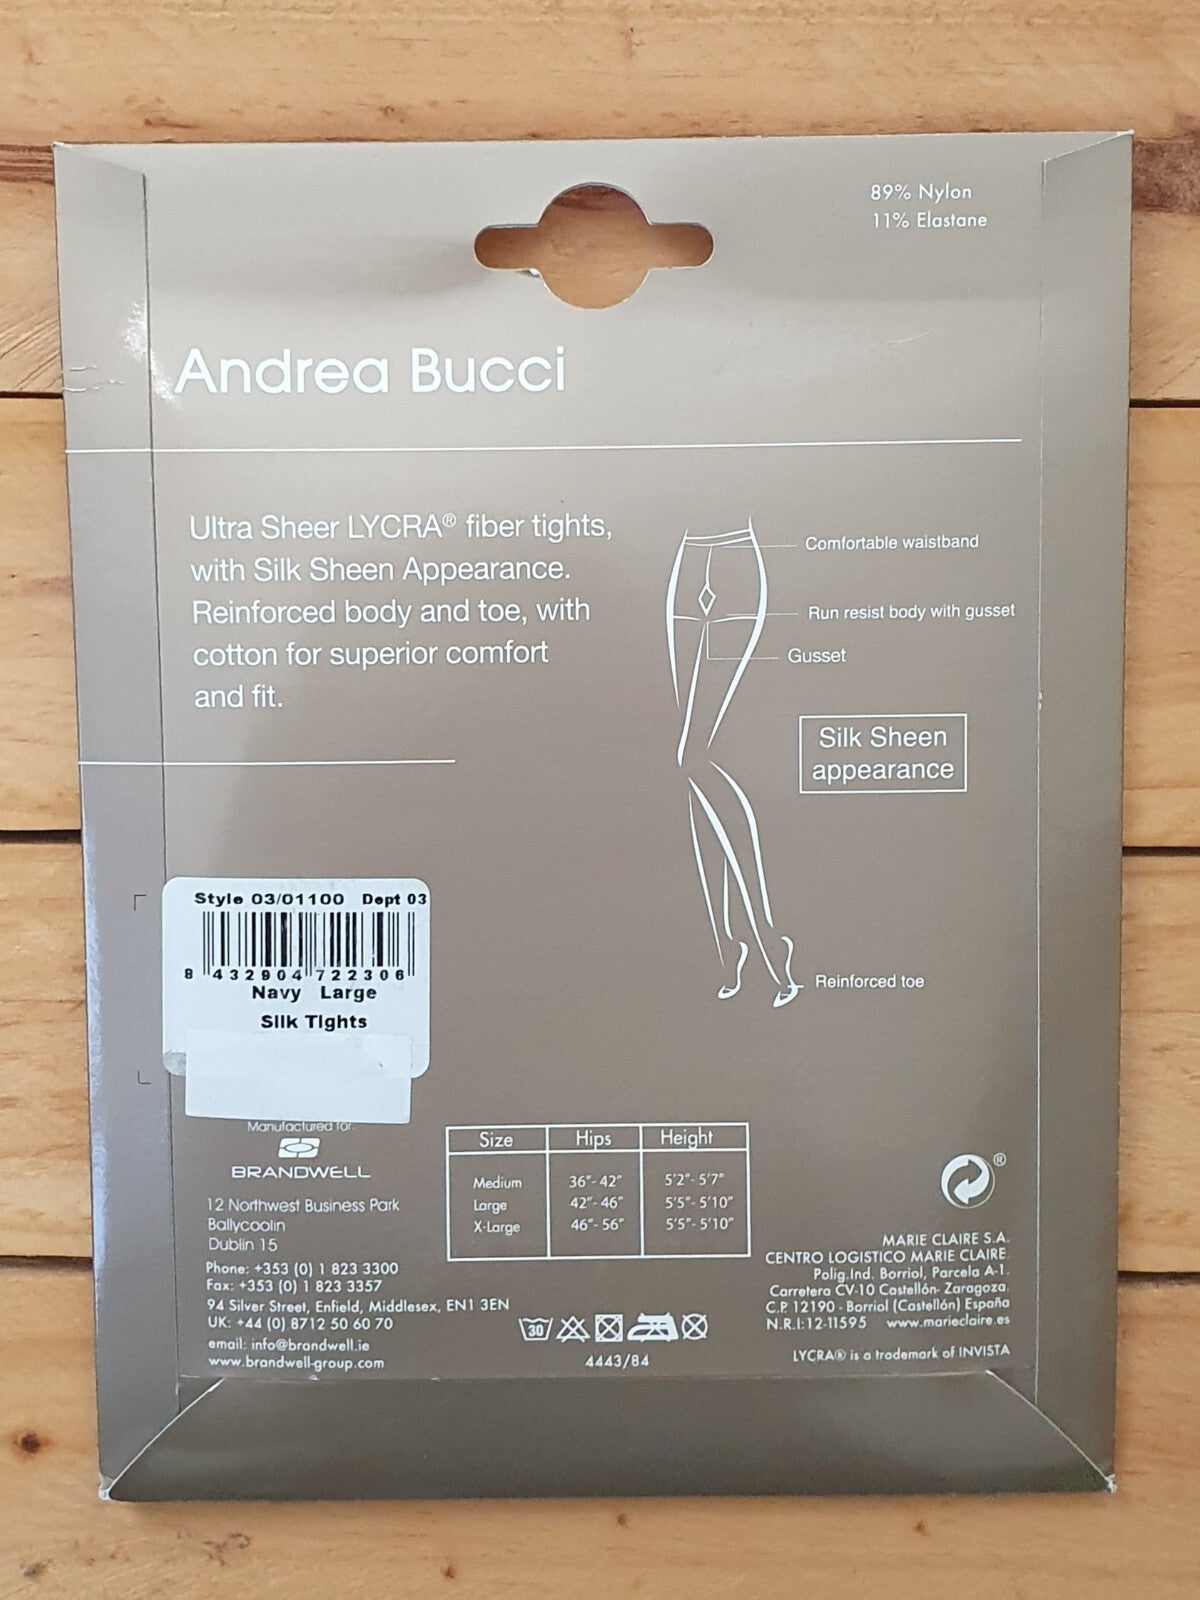 89% Nylon
11% Elastane
Andrea Bucci
Ultra Sheer LYCRA® fiber tights,
with Silk Sheen Appearance.
Reinforced body and toe, with
cotton for superior comfort
and fit.
Comfortable waistband
Run resist body with gusset
Gusset
Silk Sheen
appearance
Reinforced toe
Style 03/01100 Dept 03
8 432904 722306
Navy Large
Silk Tights
Manufactured for:
BRANDWELL
12 Northwest Business Park
Ballycoolin
Dublin 15
Phone: +353 (0) 1 823 3300
Fax: +353 (0) 1 823 3357
94 Silver Street, Enfield, Middlesex, EN1 3EN
UK: +44 (0) 8712 50 60 70
email: info@brandwell.ie
www.brandwell-group.com
Size Hips Height
Medium 36"- 42" 5'2"- 5'7"
Large 42"- 46" 5'5"- 5'10"
X-Large 46"- 56" 5'5"- 5'10"
30
4443/84
®
MARIE CLAIRE S.A.
CENTRO LOGISTICO MARIE CLAIRE.
Polig.Ind. Borriol, Parcela A-1.
Carretera CV-10 Castellón- Zaragoza.
C.P. 12190 - Borriol (Castellón) España
N.R.I:12-11595 www.marieclaire.es
LYCRA® is a trademark of INVISTA